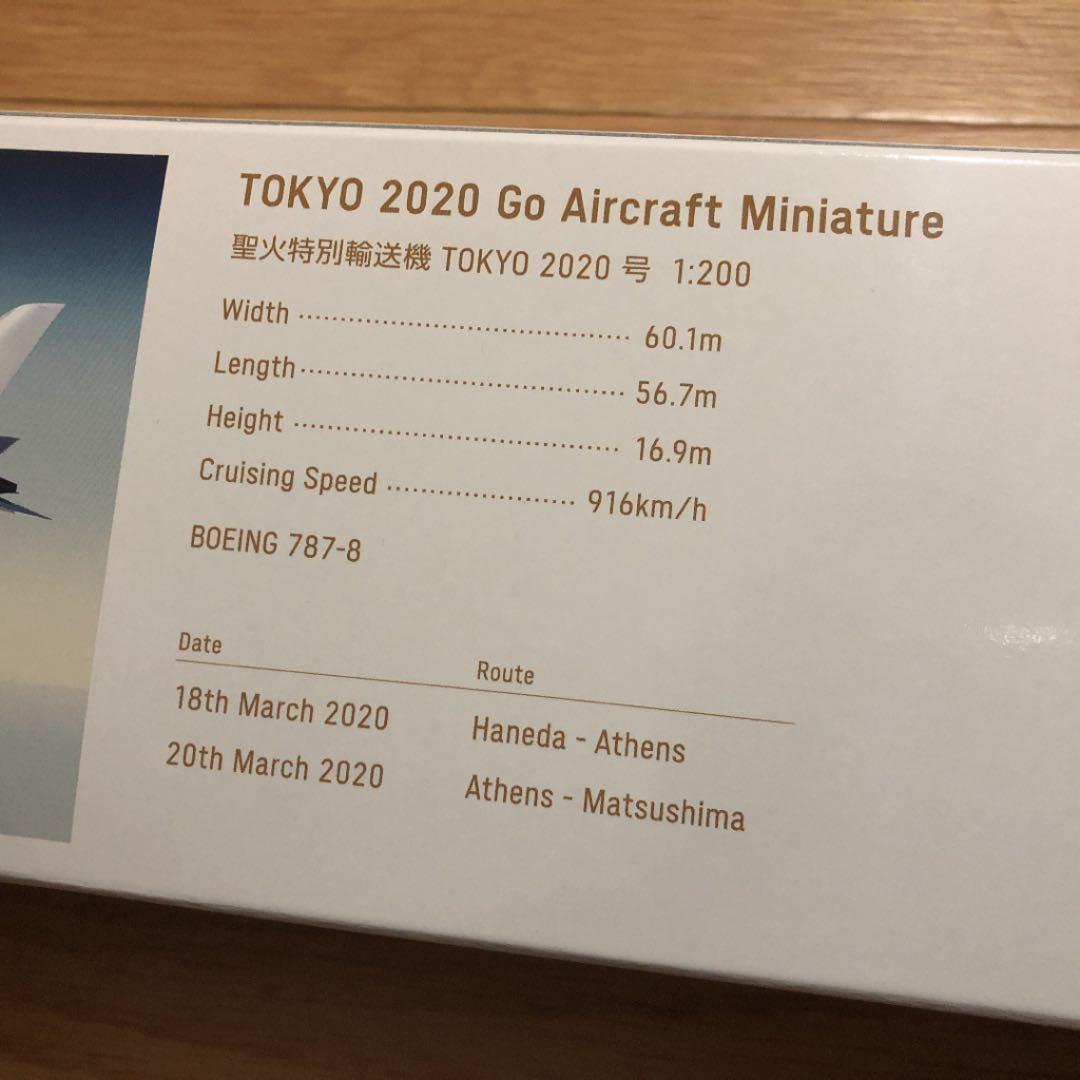 TOKYO 2020 Go Aircraft Miniature
聖火特別輸送機 TOKYO 2020 号 1:200
Width ........................................ 60.1m
Length ....................................... 56.7m
Height ....................................... 16.9m
Cruising Speed ....................... 916km/h
BOEING 787-8
Date Route
18th March 2020 Haneda - Athens
20th March 2020 Athens - Matsushima